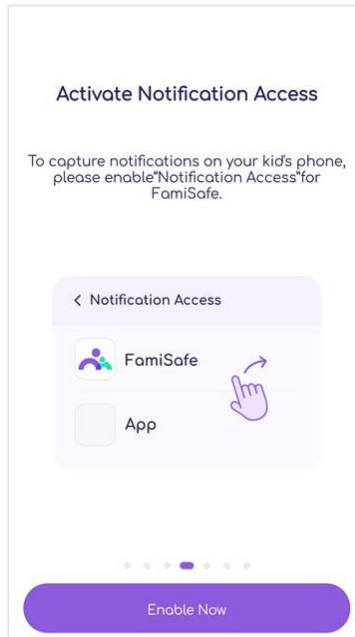 Activate Notification Access
To capture notifications on your kid's phone,
please enable"Notification Access"for
FamiSafe.
Notification Access
FamiSafe
App
Enable Now